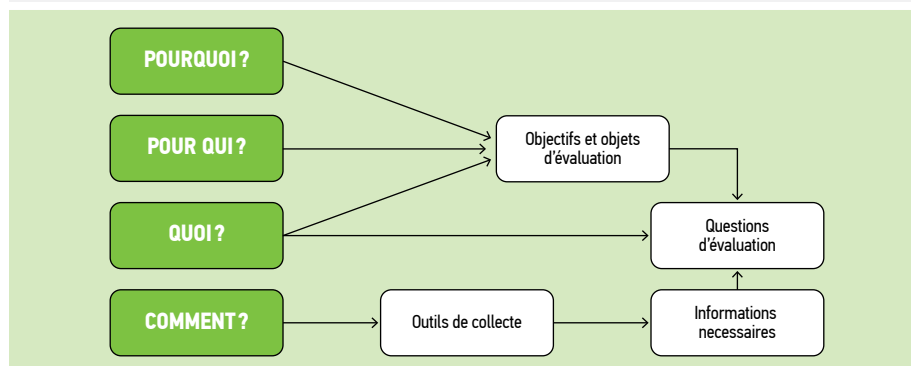 POURQUOI ?
POUR QUI ?
Objectifs et objets
d'évaluation
QUOI ?
Questions
d'évaluation
COMMENT ?
Outils de collecte
Informations
necessaires